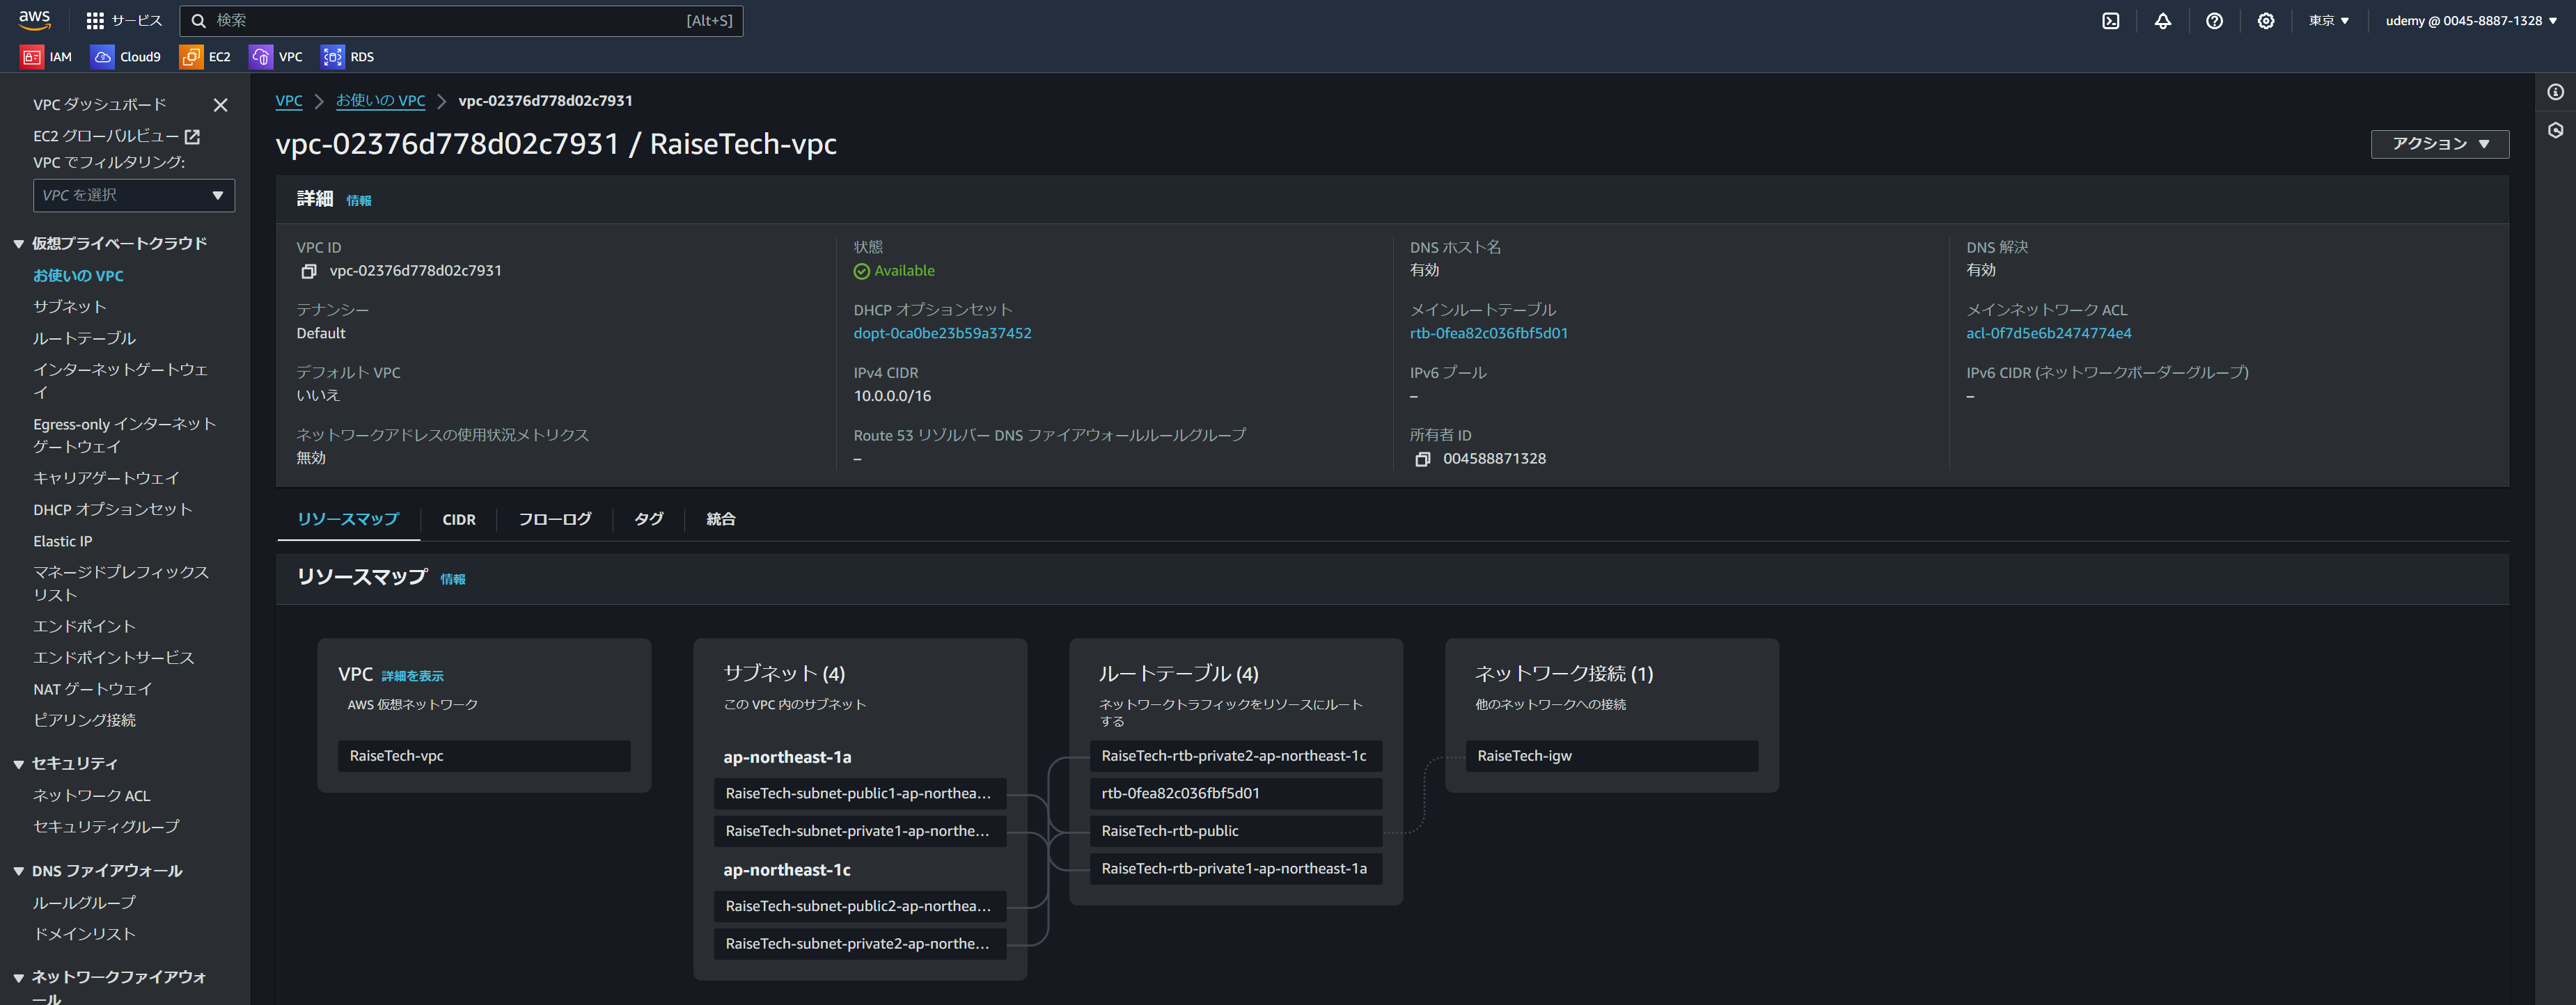 aws
サービス
検索
[Alt+S]
東京 ▼
udemy @ 0045-8887-1328 ▼
IAM
Cloud9
EC2
VPC
RDS
VPC ダッシュボード
EC2 グローバルビュー
VPC でフィルタリング:
VPC を選択
仮想プライベートクラウド
お使いの VPC
サブネット
ルートテーブル
インターネットゲートウェ
イ
Egress-only インターネット
ゲートウェイ
キャリアゲートウェイ
DHCP オプションセット
Elastic IP
マネージドプレフィックス
リスト
エンドポイント
エンドポイントサービス
NAT ゲートウェイ
ピアリング接続
セキュリティ
ネットワーク ACL
セキュリティグループ
DNS ファイアウォール
ルールグループ
ドメインリスト
ネットワークファイアウォ
ール
VPC
お使いの VPC
vpc-02376d778d02c7931
vpc-02376d778d02c7931 / RaiseTech-vpc
アクション ▼
詳細 情報
VPC ID
vpc-02376d778d02c7931
状態
Available
DNS ホスト名
有効
DNS 解決
有効
テナンシー
Default
DHCP オプションセット
dopt-0ca0be23b59a37452
メインルートテーブル
rtb-0fea82c036fbf5d01
メインネットワーク ACL
acl-0f7d5e6b2474774e4
デフォルト VPC
いいえ
IPv4 CIDR
10.0.0.0/16
IPv6 プール
–
IPv6 CIDR (ネットワークボーダーグループ)
–
ネットワークアドレスの使用状況メトリクス
無効
Route 53 リゾルバー DNS ファイアウォールルールグループ
–
所有者 ID
004588871328
リソースマップ
CIDR
フローログ
タグ
統合
リソースマップ 情報
VPC 詳細を表示
AWS 仮想ネットワーク
RaiseTech-vpc
サブネット (4)
この VPC 内のサブネット
ap-northeast-1a
RaiseTech-subnet-public1-ap-northea...
RaiseTech-subnet-private1-ap-northe...
ap-northeast-1c
RaiseTech-subnet-public2-ap-northea...
RaiseTech-subnet-private2-ap-northe...
ルートテーブル (4)
ネットワークトラフィックをリソースにルート
する
RaiseTech-rtb-private2-ap-northeast-1c
rtb-0fea82c036fbf5d01
RaiseTech-rtb-public
RaiseTech-rtb-private1-ap-northeast-1a
ネットワーク接続 (1)
他のネットワークへの接続
RaiseTech-igw